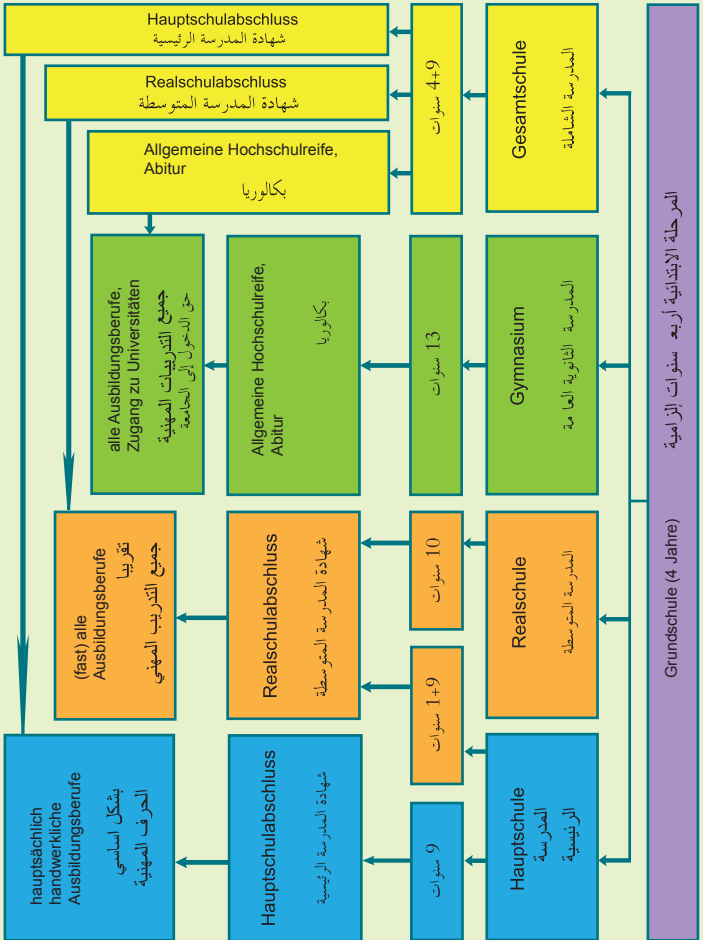 Hauptschulabschluss
شهادة المدرسة الرئيسية
Realschulabschluss
شهادة المدرسة المتوسطة
Allgemeine Hochschulreife,
Abitur
بكالوريا
4+9 سنوات
Gesamtschule
المدرسة الشاملة
alle Ausbildungsberufe,
Zugang zu Universitäten
جميع التدريبات المهنية
حق الدخول إلى الجامعة
Allgemeine Hochschulreife,
Abitur
بكالوريا
13 سنوات
Gymnasium
المدرسة الثانوية العامة
(fast) alle
Ausbildungsberufe
تقريبا
جميع التدريب المهني
Realschulabschluss
شهادة المدرسة المتوسطة
10 سنوات
1+9 سنوات
Realschule
المدرسة المتوسطة
hauptsächlich
handwerkliche
Ausbildungsberufe
بشكل اساسي
الحرف المهنية
Hauptschulabschluss
شهادة المدرسة الرئيسية
9 سنوات
Hauptschule
المدرسة
الرئيسية
المرحلة الابتدائية أربع سنوات إلزامية
Grundschule (4 Jahre)